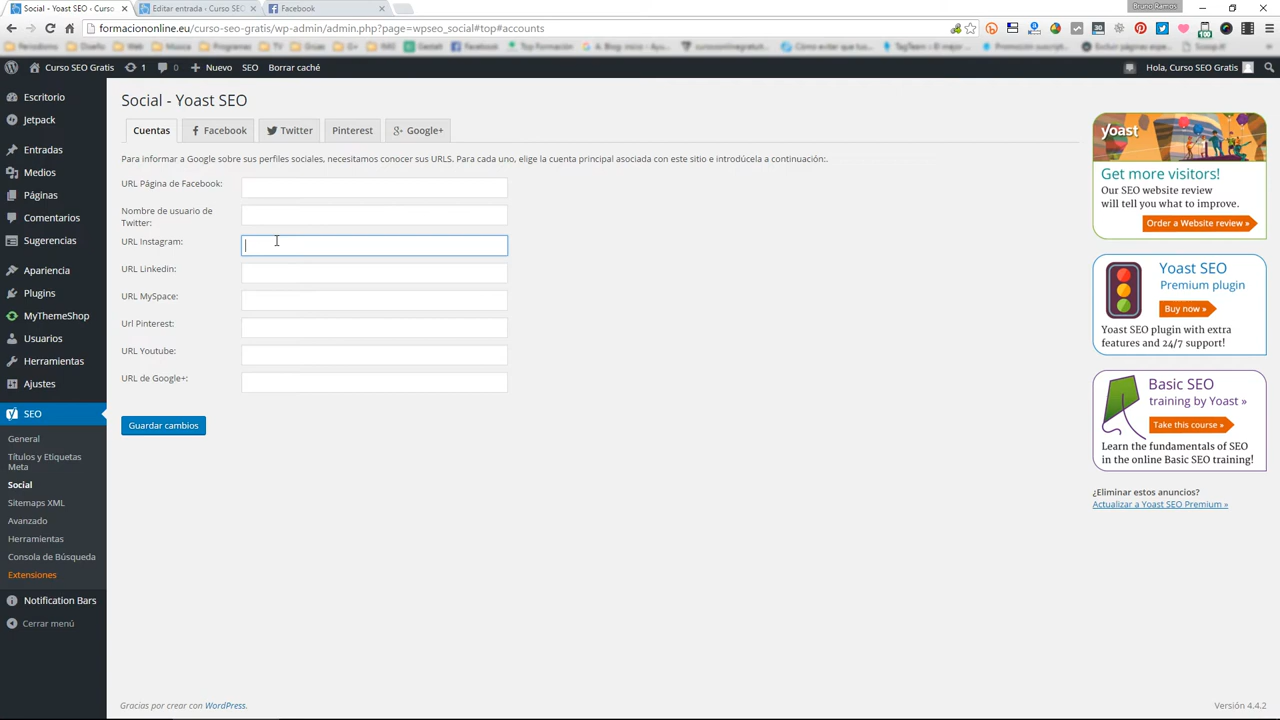 Social - Yoast SEO - Curso
Editar entrada ‹ Curso SEO
Facebook
Bruno Ramos
formaciononline.eu/curso-seo-gratis/wp-admin/admin.php?page=wpseo_social#top#accounts
Curso SEO Gratis
1
0
Nuevo
SEO
Borrar caché
Hola, Curso SEO Gratis
Escritorio
Jetpack
Entradas
Medios
Páginas
Comentarios
Sugerencias
Apariencia
Plugins
MyThemeShop
Usuarios
Herramientas
Ajustes
SEO
General
Títulos y Etiquetas
Meta
Social
Sitemaps XML
Avanzado
Herramientas
Consola de Búsqueda
Extensiones
Notification Bars
Cerrar menú
Social - Yoast SEO
Cuentas
Facebook
Twitter
Pinterest
Google+
Para informar a Google sobre sus perfiles sociales, necesitamos conocer sus URLS. Para cada uno, elige la cuenta principal asociada con este sitio e introdúcela a continuación:.
URL Página de Facebook:
Nombre de usuario de
Twitter:
URL Instagram:
URL Linkedin:
URL MySpace:
Url Pinterest:
URL Youtube:
URL de Google+:
Guardar cambios
yoast
Get more visitors!
Our SEO website review
will tell you what to improve.
Order a Website review »
Yoast SEO
Premium plugin
Buy now »
Yoast SEO plugin with extra
features and 24/7 support!
Basic SEO
training by Yoast »
Take this course »
Learn the fundamentals of SEO
in the online Basic SEO training!
¿Eliminar estos anuncios?
Actualizar a Yoast SEO Premium »
Gracias por crear con WordPress.
Versión 4.4.2